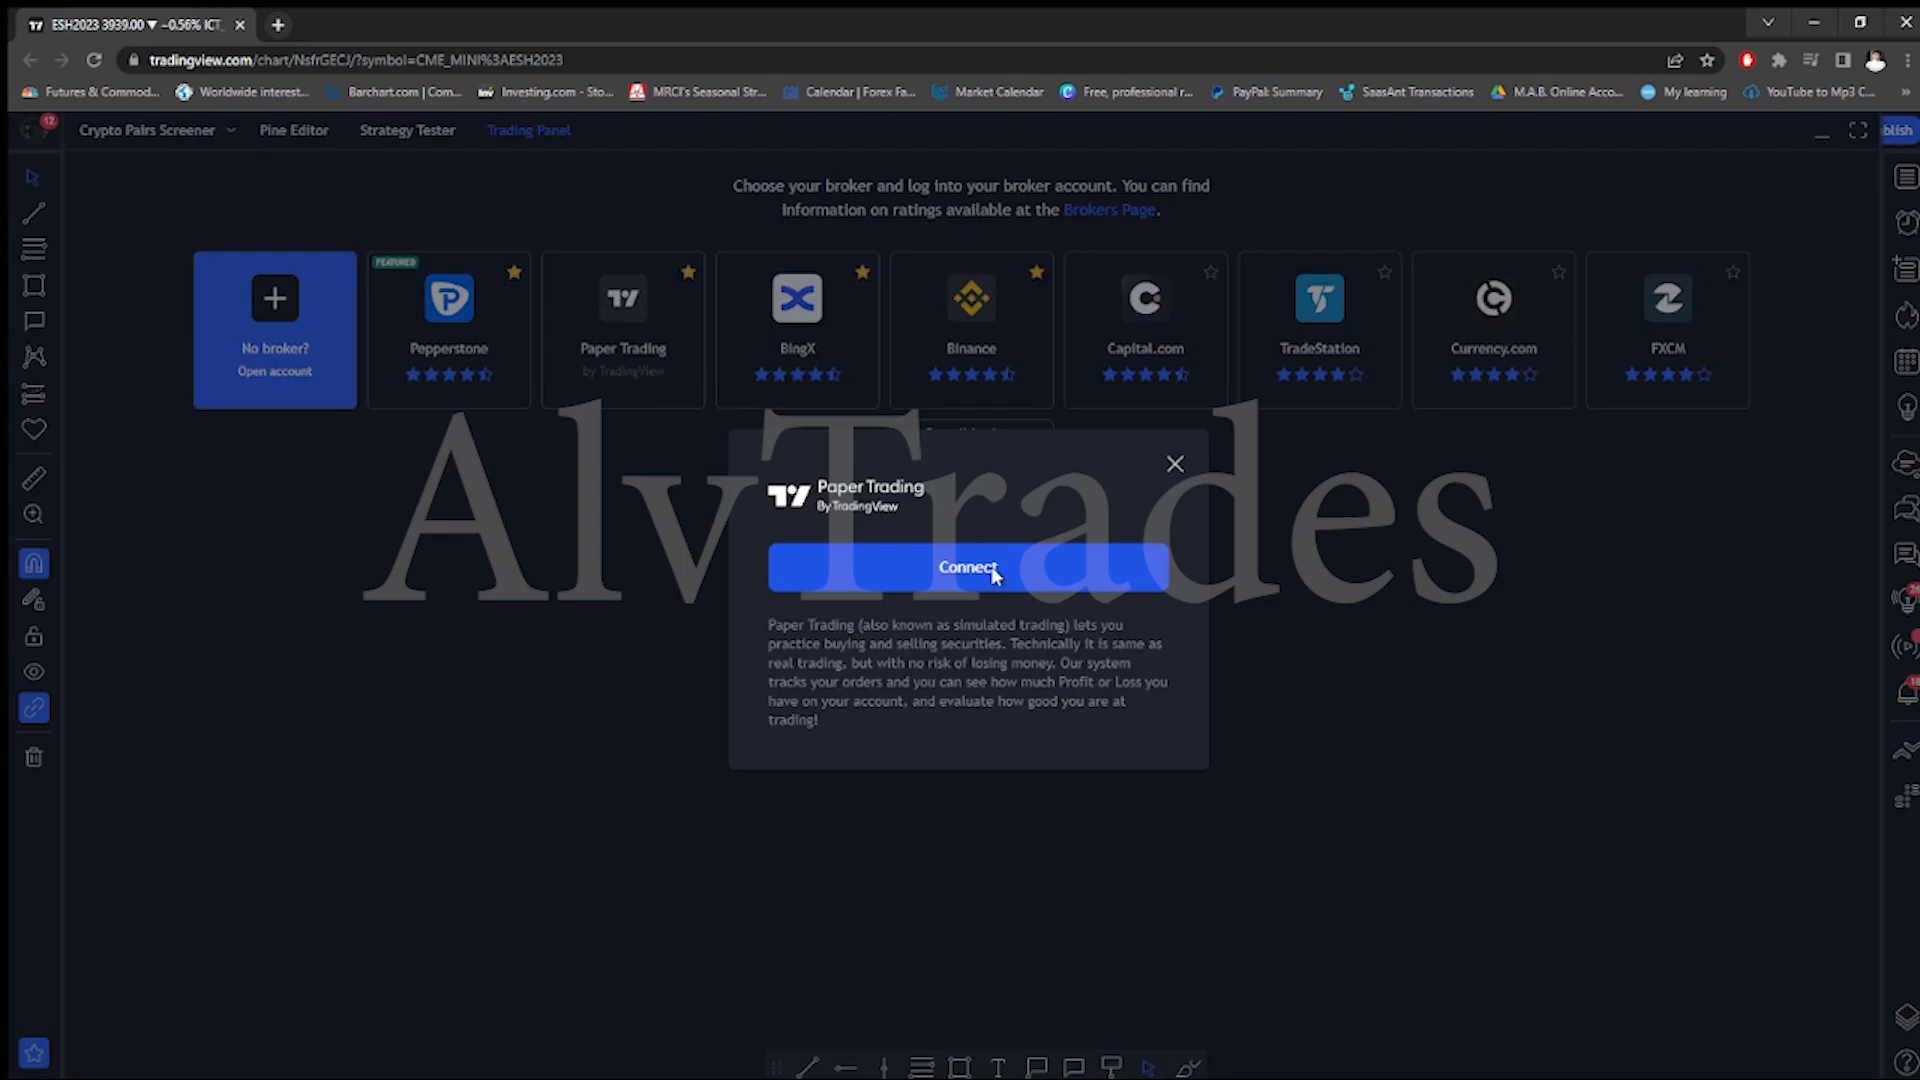 ESH2023 3939.00 ▼ −0.56% ICT_
tradingview.com/chart/NsfrGECJ/?symbol=CME_MINI%3AESH2023
Futures & Commod... Worldwide interest... Barchart.com | Com... Investing.com - Sto... MRCI's Seasonal Str... Calendar | Forex Fa... Market Calendar Free, professional r... PayPal: Summary SaasAnt Transactions M.A.B. Online Acco... My learning YouTube to Mp3 C... »
12
Crypto Pairs Screener Pine Editor Strategy Tester Trading Panel blish
Choose your broker and log into your broker account. You can find
information on ratings available at the Brokers Page.
FEATURED
No broker? Pepperstone Paper Trading BingX Binance Capital.com TradeStation Currency.com FXCM
Open account by TradingView
AlvTrades
Paper Trading
By TradingView
Connect
Paper Trading (also known as simulated trading) lets you
practice buying and selling securities. Technically it is same as
real trading, but with no risk of losing money. Our system
tracks your orders and you can see how much Profit or Loss you
have on your account, and evaluate how good you are at
trading!